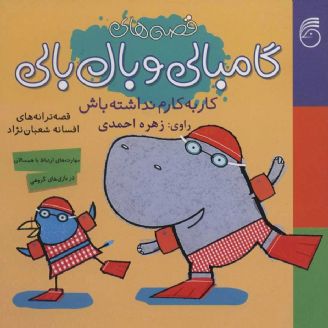 قصه‌های
گامبالی و بال بالی
کار به کارم نداشته باش
راوی: زهره احمدی
قصه ترانه‌های
افسانه شعبان‌نژاد
مهارت‌های ارتباط با همسالان
در بازی‌های گروهی